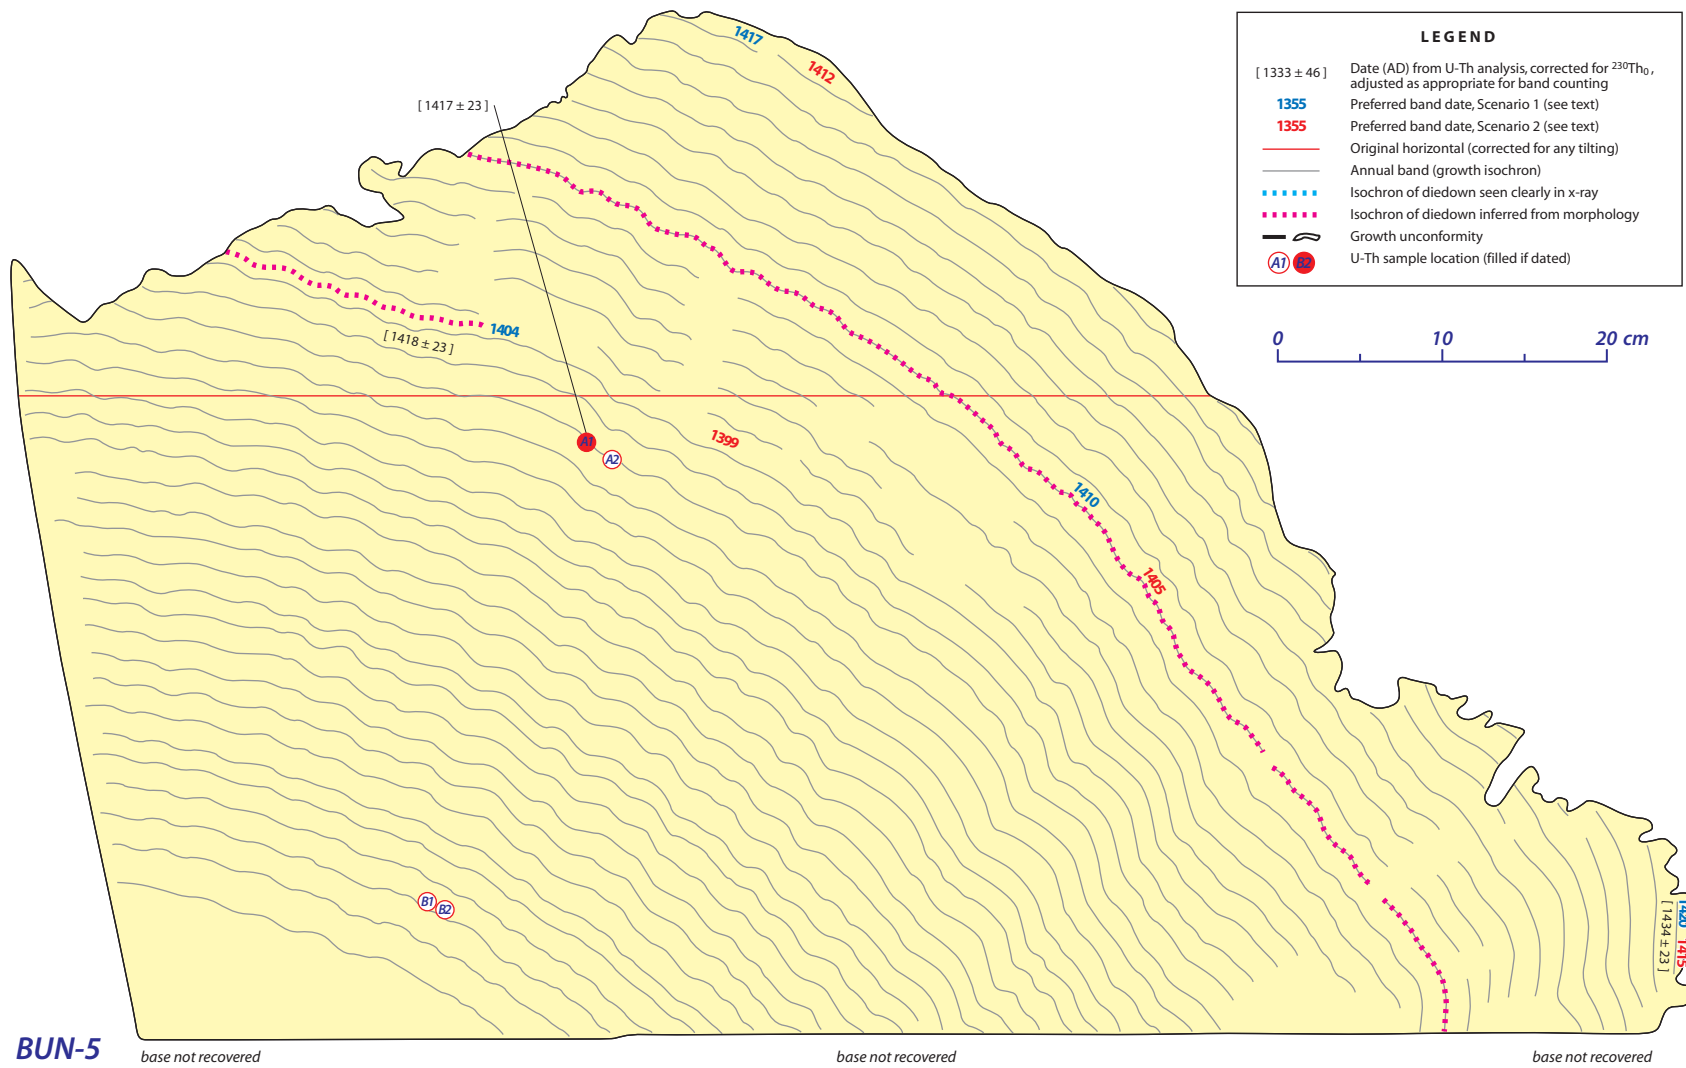 LEGEND
[ 1333 ± 46 ] Date (AD) from U-Th analysis, corrected for ²³⁰Th₀,
adjusted as appropriate for band counting
1355 Preferred band date, Scenario 1 (see text)
1355 Preferred band date, Scenario 2 (see text)
Original horizontal (corrected for any tilting)
Annual band (growth isochron)
Isochron of diedown seen clearly in x-ray
Isochron of diedown inferred from morphology
Growth unconformity
A1 B2 U-Th sample location (filled if dated)
0 10 20 cm
1417
1412
[ 1417 ± 23 ]
1404
[ 1418 ± 23 ]
A1
A2
1399
1410
1405
B1
B2
1420 1415
[ 1434 ± 23 ]
BUN-5
base not recovered
base not recovered
base not recovered